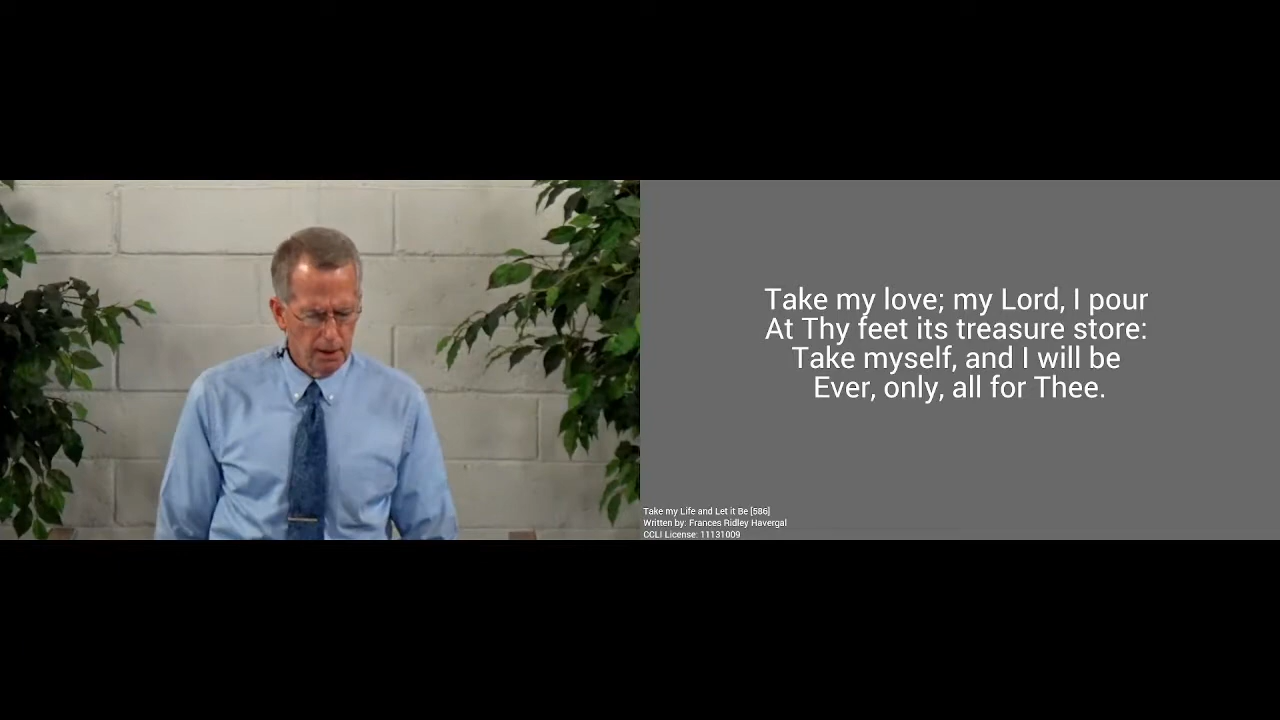 Take my love; my Lord, I pour
At Thy feet its treasure store:
Take myself, and I will be
Ever, only, all for Thee.
Take my Life and Let it Be [586]
Written by: Frances Ridley Havergal
CCLI License: 11131009